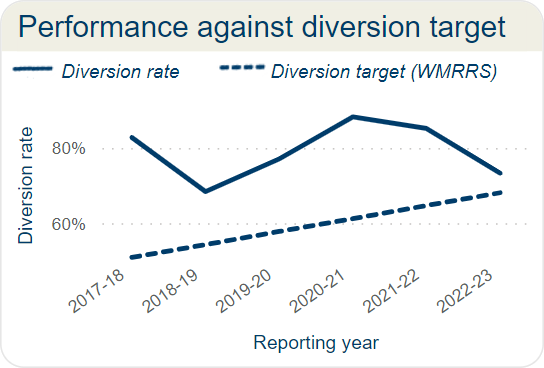 Performance against diversion target
Diversion rate
Diversion target (WMRRS)
Diversion rate
80%
60%
2017-18
2018-19
2019-20
2020-21
2021-22
2022-23
Reporting year